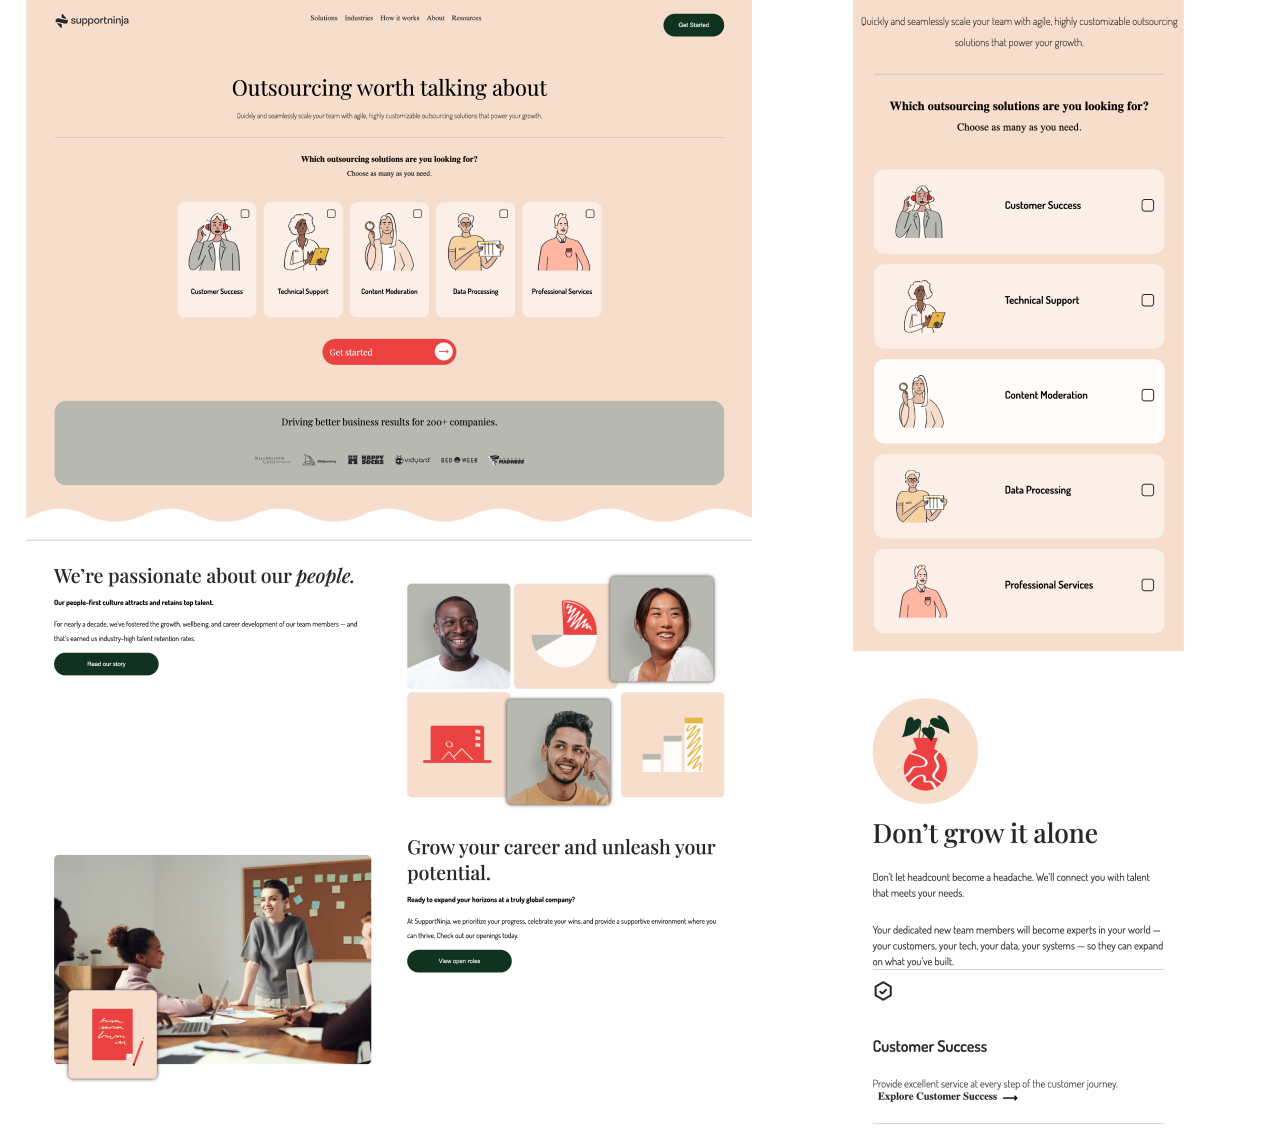 supportninja
Solutions Industries How it works About Resources
Get Started
Outsourcing worth talking about
Quickly and seamlessly scale your team with agile, highly customizable outsourcing solutions that power your growth.
Which outsourcing solutions are you looking for?
Choose as many as you need.
Customer Success
Technical Support
Content Moderation
Data Processing
Professional Services
Get started
Driving better business results for 200+ companies.
HAPPY
SOCKS
vidyard
RED WEEK
MADNESS
We’re passionate about our people.
Our people-first culture attracts and retains top talent.
For nearly a decade, we've fostered the growth, wellbeing, and career development of our team members — and
that's earned us industry-high talent retention rates.
Read our story
Grow your career and unleash your
potential.
Ready to expand your horizons at a truly global company?
At SupportNinja, we prioritize your progress, celebrate your wins, and provide a supportive environment where you
can thrive. Check out our openings today.
View open roles
Quickly and seamlessly scale your team with agile, highly customizable outsourcing
solutions that power your growth.
Which outsourcing solutions are you looking for?
Choose as many as you need.
Customer Success
Technical Support
Content Moderation
Data Processing
Professional Services
Don’t grow it alone
Don't let headcount become a headache. We'll connect you with talent
that meets your needs.
Your dedicated new team members will become experts in your world —
your customers, your tech, your data, your systems — so they can expand
on what you've built.
Customer Success
Provide excellent service at every step of the customer journey.
Explore Customer Success